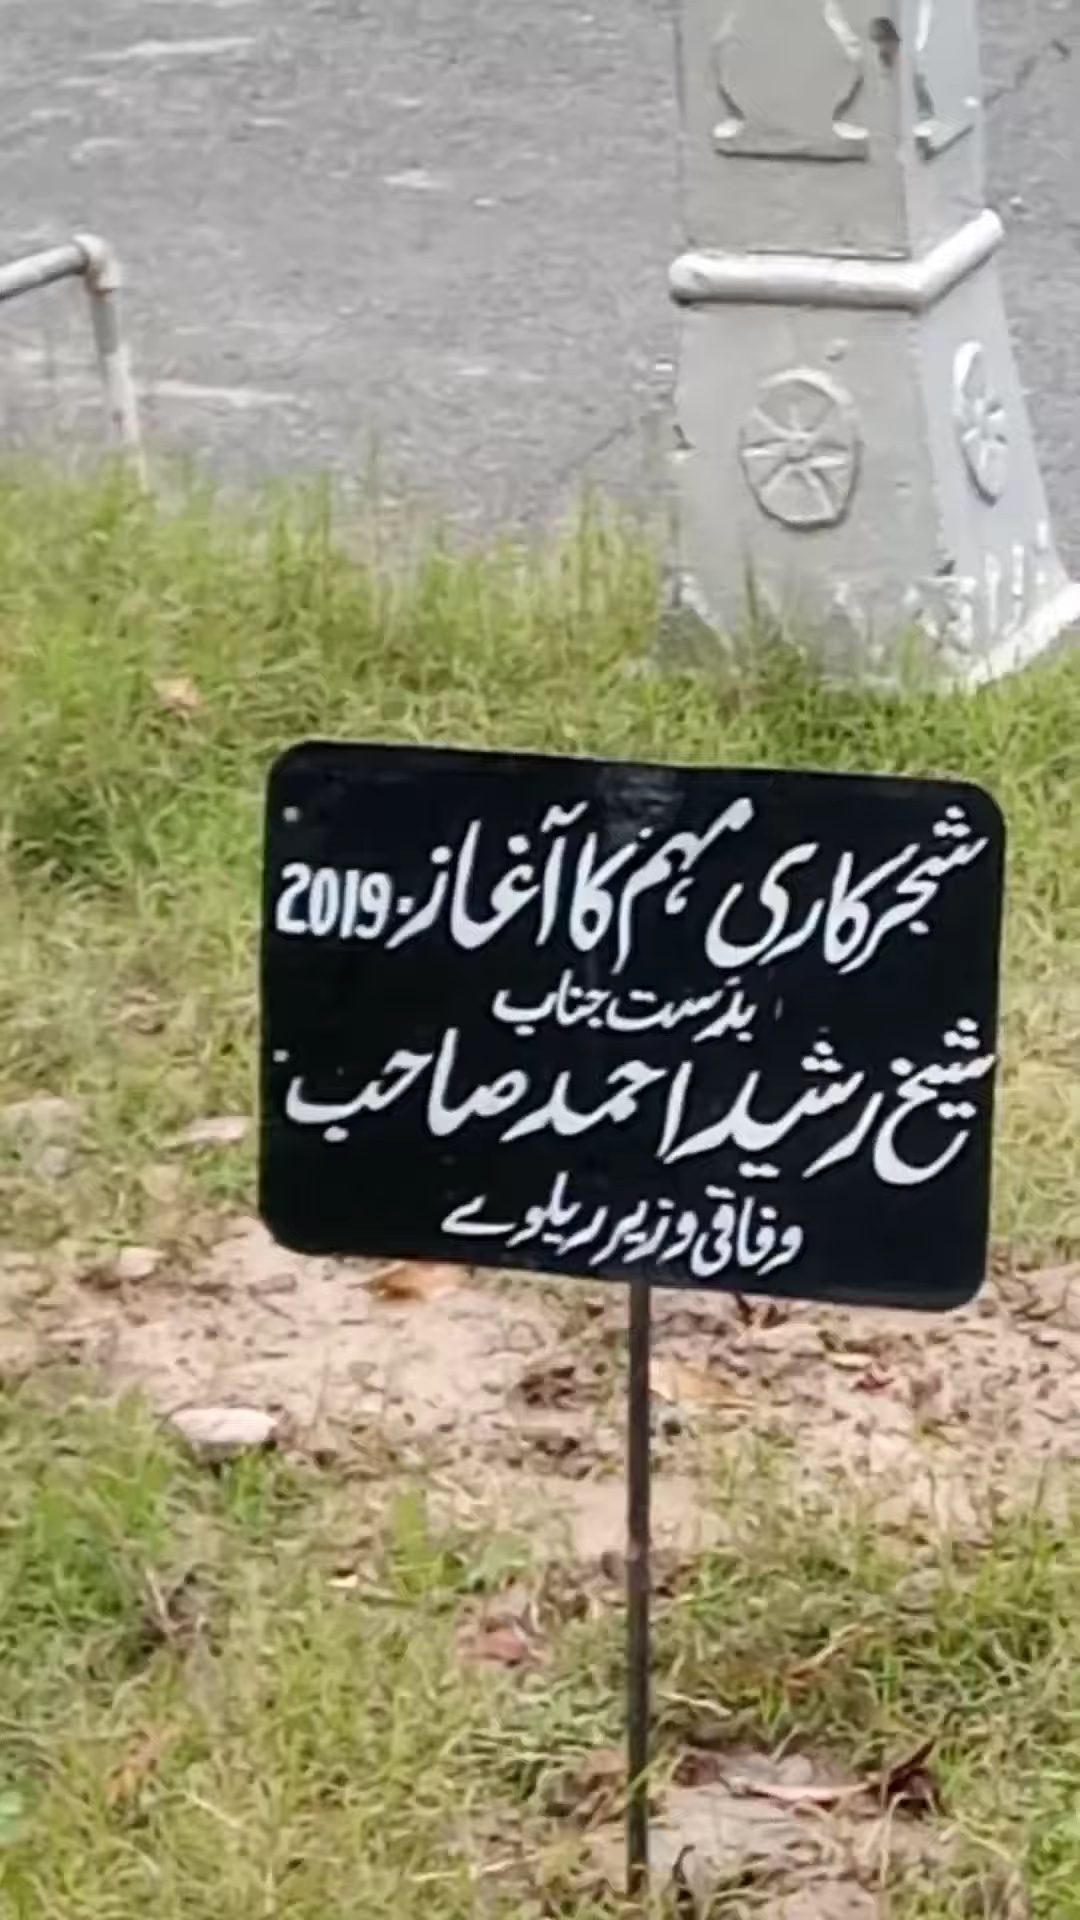 شجرکاری مہم کا آغاز 2019
بدست جناب
شیخ رشید احمد صاحب
وفاقی وزیر ریلوے